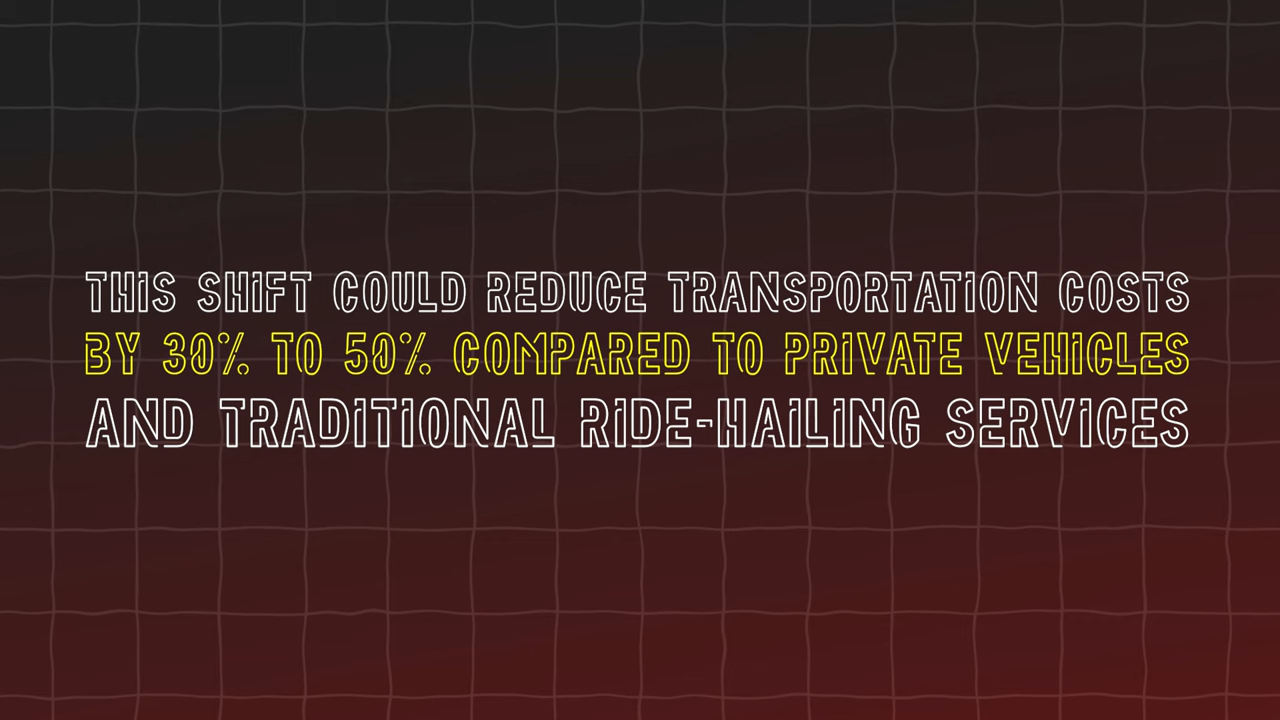 THIS SHIFT COULD REDUCE TRANSPORTATION COSTS
BY 30% TO 50% COMPARED TO PRIVATE VEHICLES
AND TRADITIONAL RIDE-HAILING SERVICES